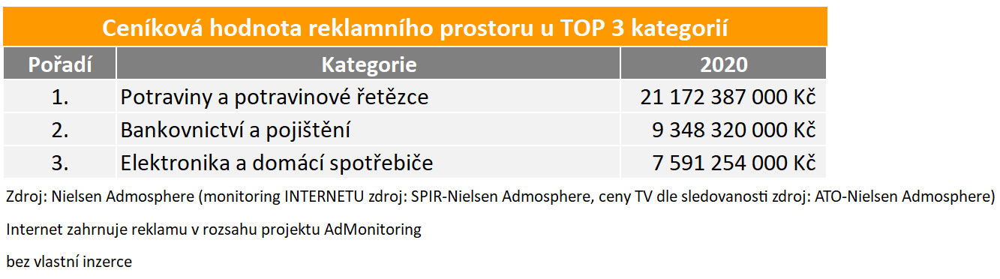 Ceníková hodnota reklamního prostoru u TOP 3 kategorií
Pořadí Kategorie 2020
1. Potraviny a potravinové řetězce 21 172 387 000 Kč
2. Bankovnictví a pojištění 9 348 320 000 Kč
3. Elektronika a domácí spotřebiče 7 591 254 000 Kč
Zdroj: Nielsen Admosphere (monitoring INTERNETU zdroj: SPIR-Nielsen Admosphere, ceny TV dle sledovanosti zdroj: ATO-Nielsen Admosphere)
Internet zahrnuje reklamu v rozsahu projektu AdMonitoring
bez vlastní inzerce